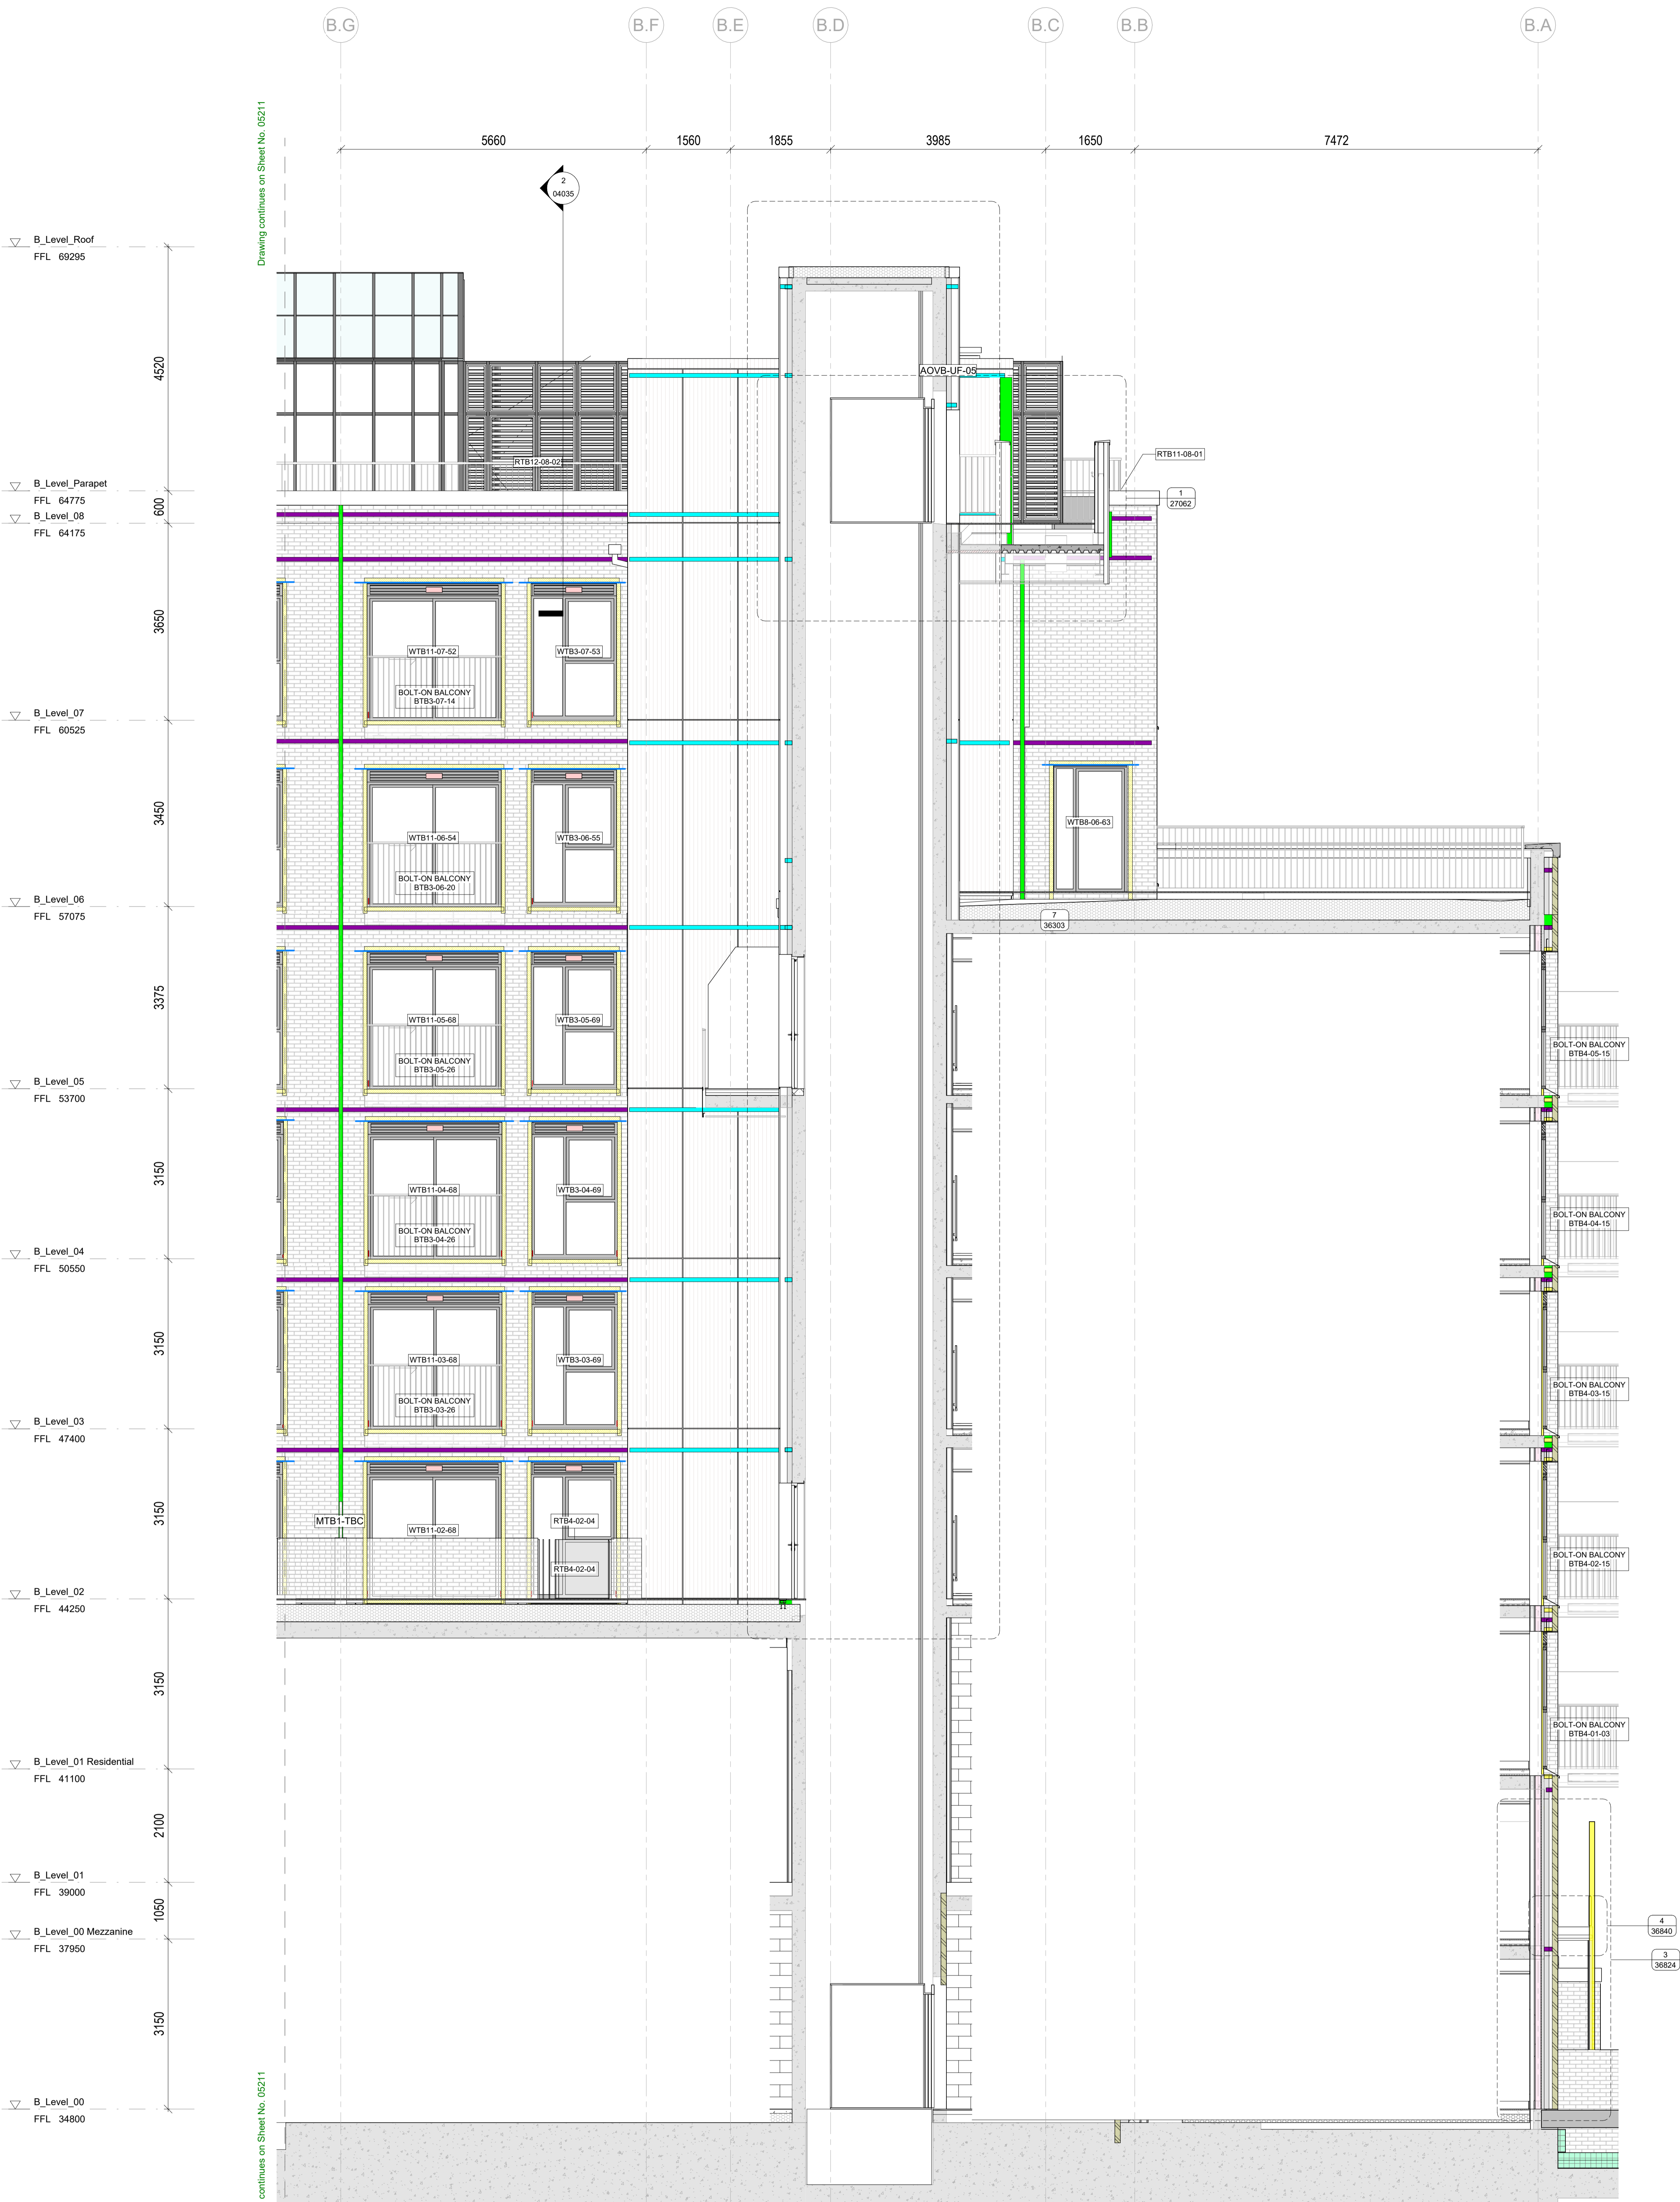 B.G
B.F
B.E
B.D
B.C
B.B
B.A
Drawing continues on Sheet No. 05211
5660
1560
1855
3985
1650
7472
2
04035
B_Level_Roof
FFL 69295
4520
AOVB-UF-05
RTB12-08-02
RTB11-08-01
B_Level_Parapet
FFL 64775
1
27062
600
B_Level_08
FFL 64175
3650
WTB11-07-52
WTB3-07-53
BOLT-ON BALCONY
BTB3-07-14
B_Level_07
FFL 60525
3450
WTB11-06-54
WTB3-06-55
WTB8-06-63
BOLT-ON BALCONY
BTB3-06-20
B_Level_06
FFL 57075
7
36303
3375
WTB11-05-68
WTB3-05-69
BOLT-ON BALCONY
BTB3-05-26
BOLT-ON BALCONY
BTB4-05-15
B_Level_05
FFL 53700
3150
WTB11-04-68
WTB3-04-69
BOLT-ON BALCONY
BTB3-04-26
BOLT-ON BALCONY
BTB4-04-15
B_Level_04
FFL 50550
3150
WTB11-03-68
WTB3-03-69
BOLT-ON BALCONY
BTB3-03-26
BOLT-ON BALCONY
BTB4-03-15
B_Level_03
FFL 47400
3150
MTB1-TBC
WTB11-02-68
RTB4-02-04
RTB4-02-04
BOLT-ON BALCONY
BTB4-02-15
B_Level_02
FFL 44250
3150
BOLT-ON BALCONY
BTB4-01-03
B_Level_01 Residential
FFL 41100
2100
B_Level_01
FFL 39000
1050
4
36840
B_Level_00 Mezzanine
FFL 37950
3
36824
3150
B_Level_00
FFL 34800
continues on Sheet No. 05211